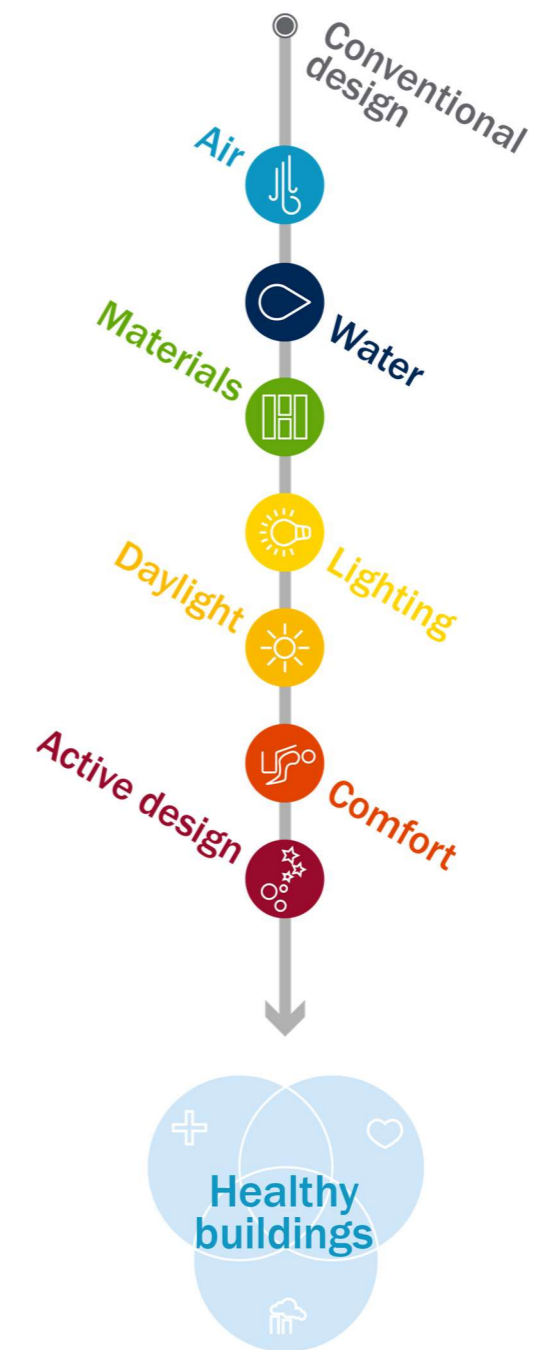 Conventional
design
Air
Water
Materials
Lighting
Daylight
Comfort
Active design
Healthy
buildings